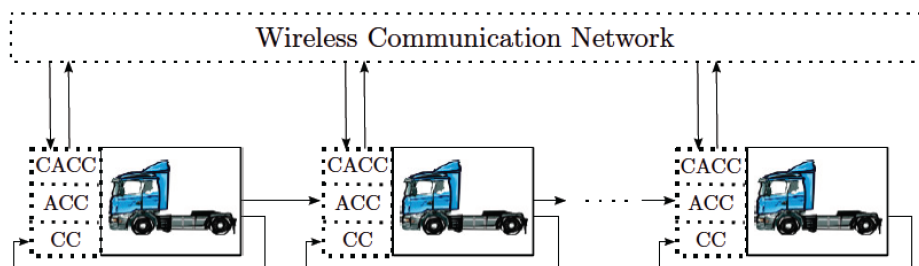 Wireless Communication Network
CACC
ACC
CC
CACC
ACC
CC
. . . .
CACC
ACC
CC